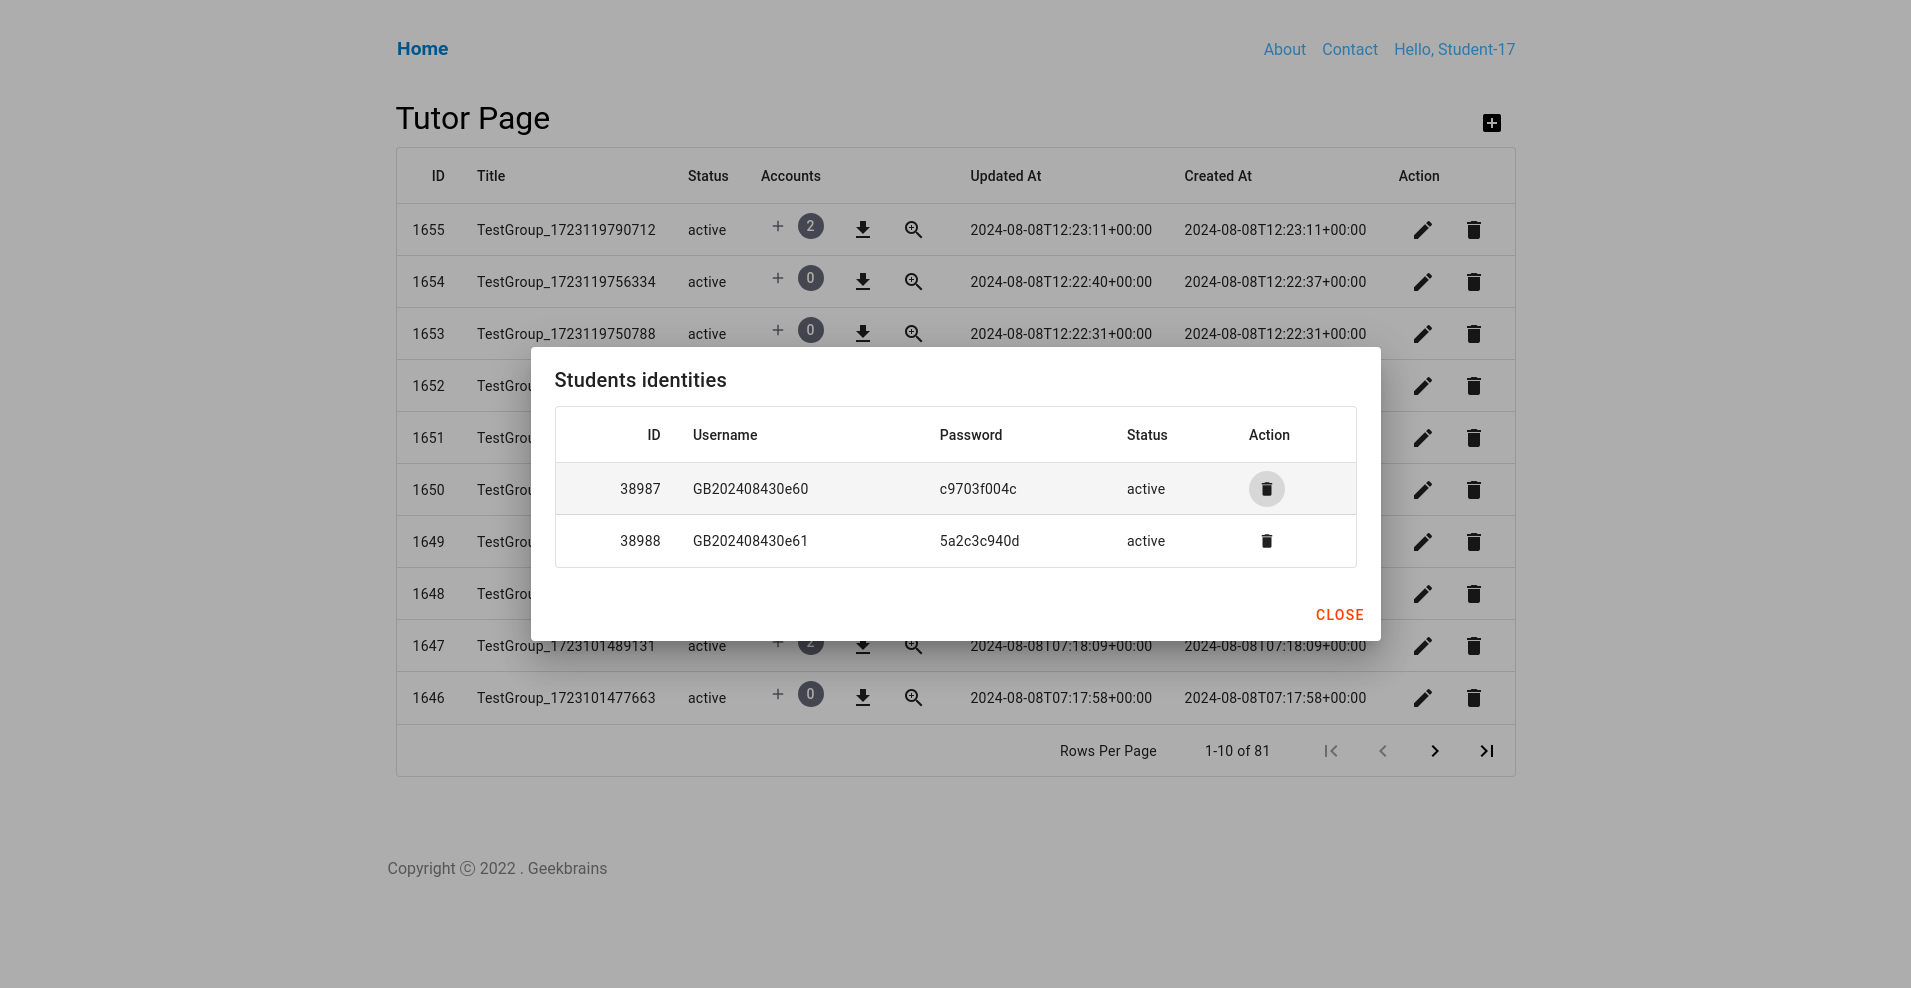 Home About Contact Hello, Student-17
Tutor Page
ID Title Status Accounts Updated At Created At Action
1655 TestGroup_1723119790712 active + 2 2024-08-08T12:23:11+00:00 2024-08-08T12:23:11+00:00
1654 TestGroup_1723119756334 active + 0 2024-08-08T12:22:40+00:00 2024-08-08T12:22:37+00:00
1653 TestGroup_1723119750788 active + 0 2024-08-08T12:22:31+00:00 2024-08-08T12:22:31+00:00
1652 TestGrou
1651 TestGrou
1650 TestGrou
1649 TestGrou
1648 TestGrou
Students identities
ID Username Password Status Action
38987 GB202408430e60 c9703f004c active
38988 GB202408430e61 5a2c3c940d active
CLOSE
1647 TestGroup_1723101489131 active + 2 2024-08-08T07:18:09+00:00 2024-08-08T07:18:09+00:00
1646 TestGroup_1723101477663 active + 0 2024-08-08T07:17:58+00:00 2024-08-08T07:17:58+00:00
Rows Per Page 1-10 of 81
Copyright ⓒ 2022 . Geekbrains